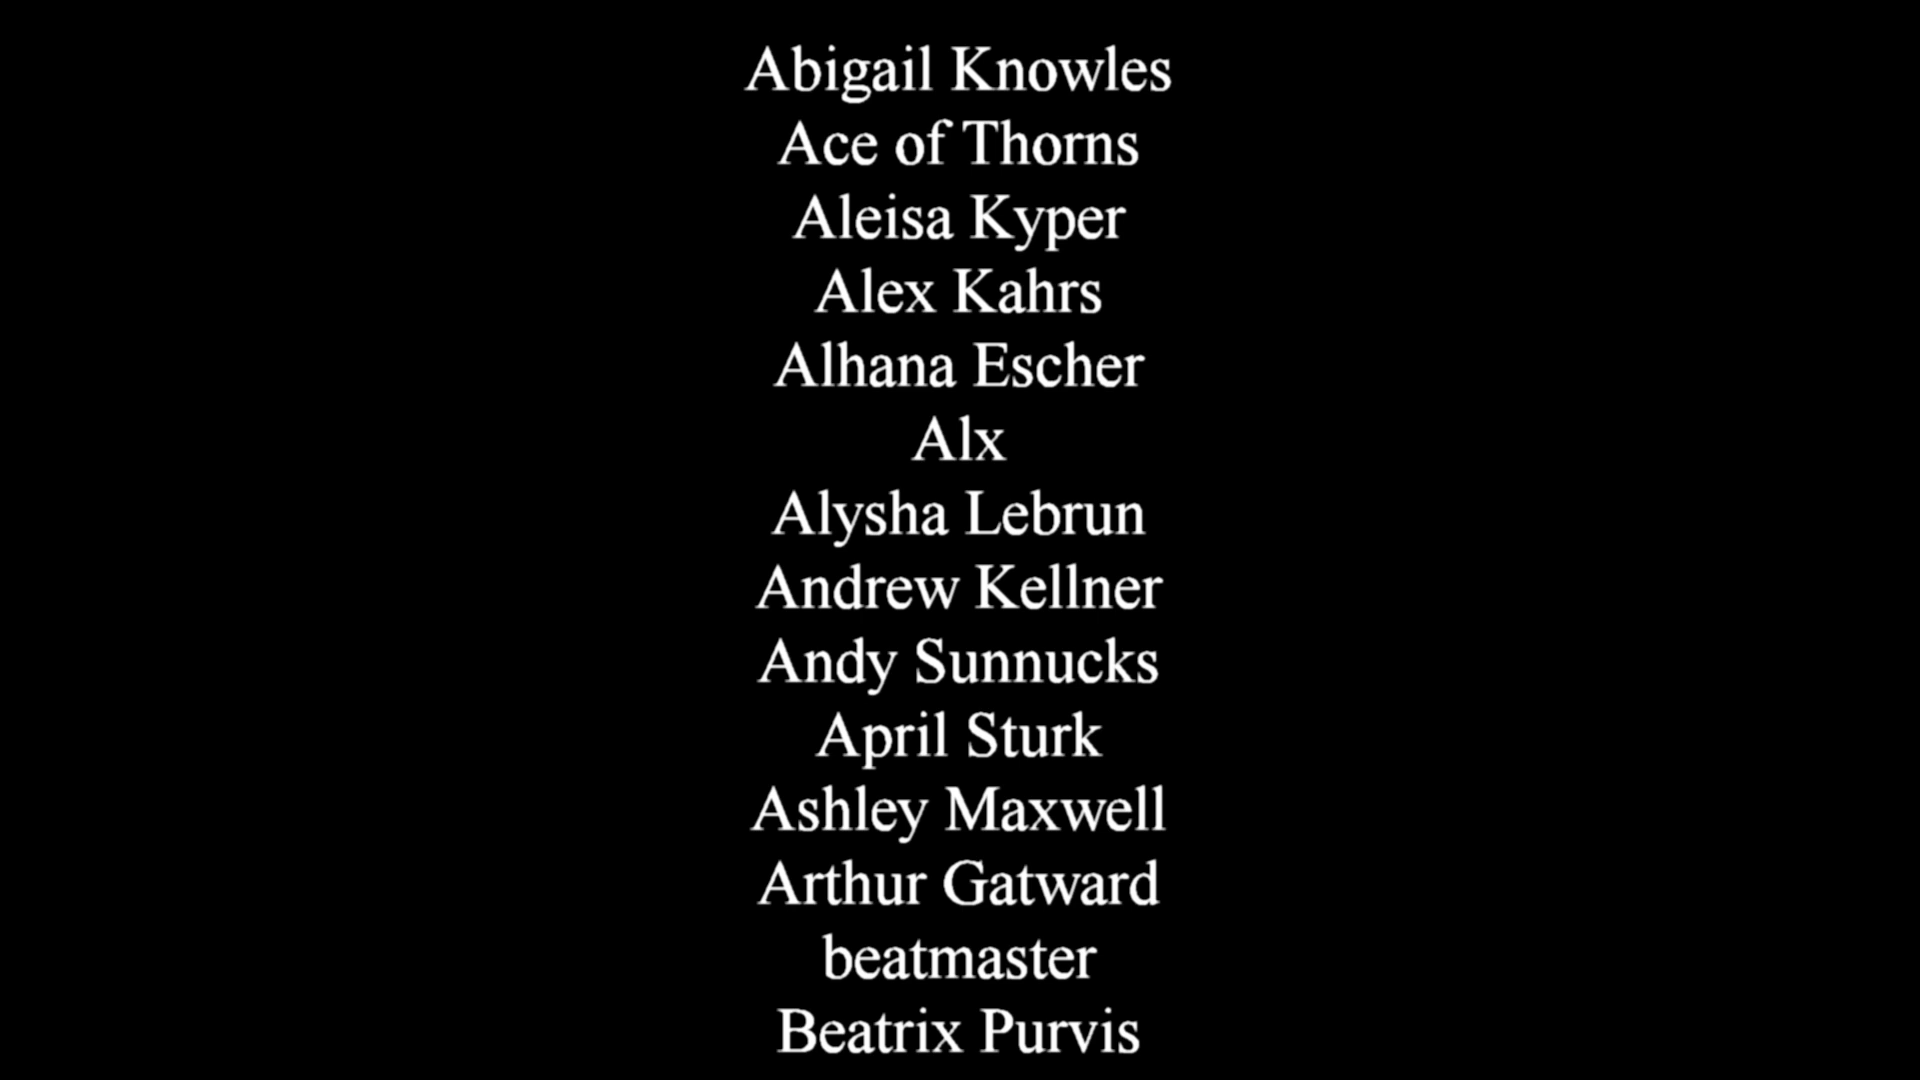 Abigail Knowles
Ace of Thorns
Aleisa Kyper
Alex Kahrs
Alhana Escher
Alx
Alysha Lebrun
Andrew Kellner
Andy Sunnucks
April Sturk
Ashley Maxwell
Arthur Gatward
beatmaster
Beatrix Purvis